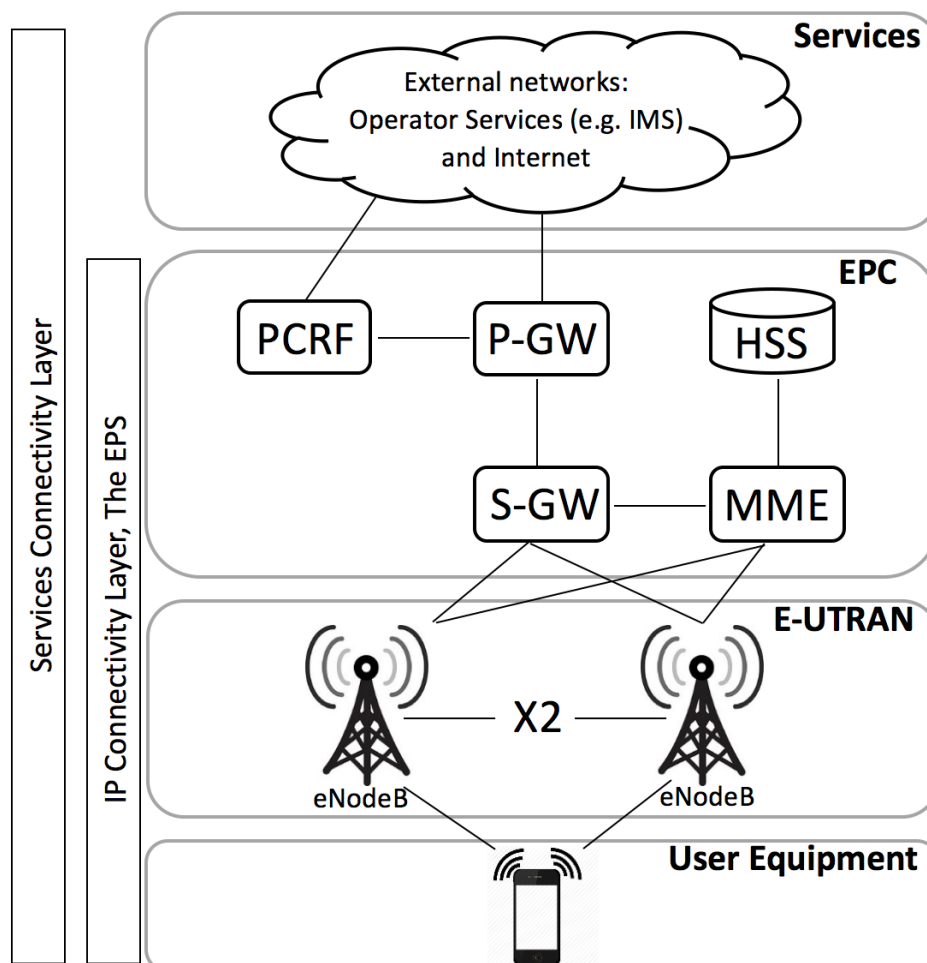 Services
External networks:
Operator Services (e.g. IMS)
and Internet
EPC
PCRF
P-GW
HSS
S-GW
MME
E-UTRAN
X2
eNodeB
eNodeB
User Equipment
Services Connectivity Layer
IP Connectivity Layer, The EPS